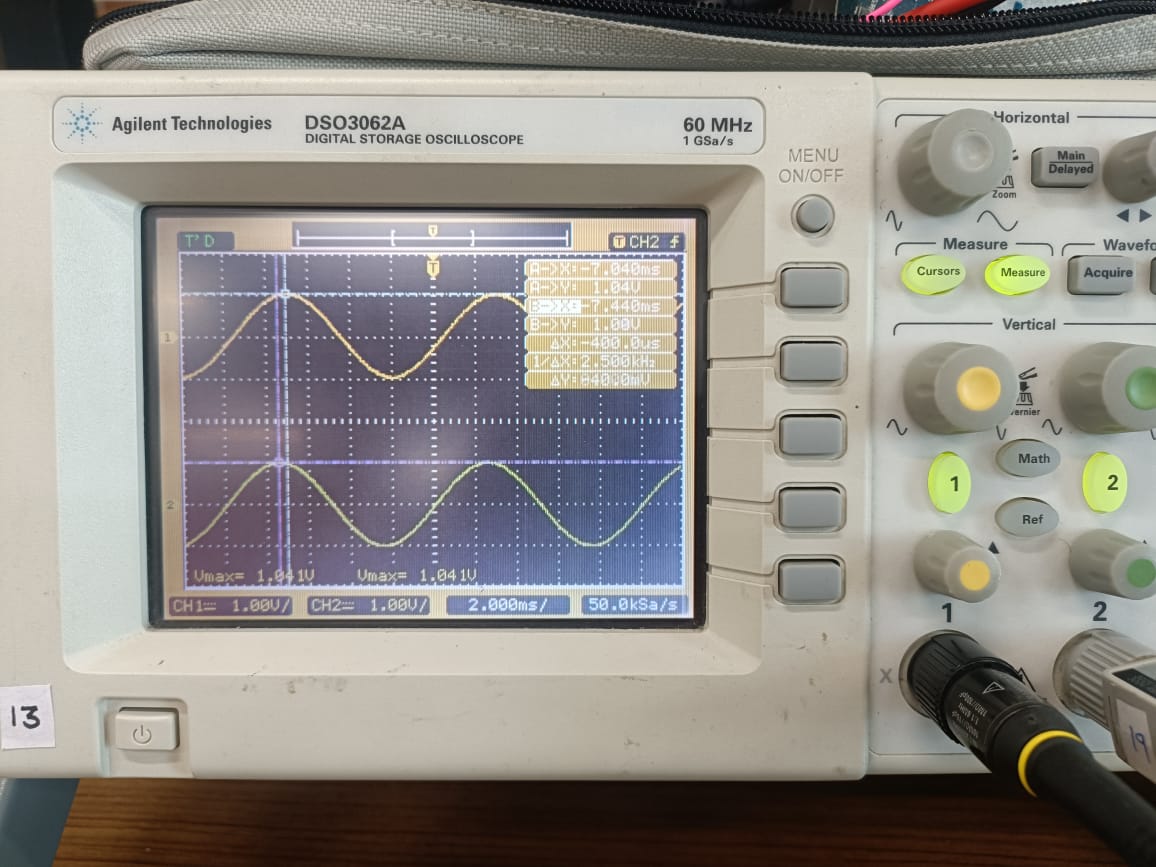 Agilent Technologies
DSO3062A
DIGITAL STORAGE OSCILLOSCOPE
60 MHz
1 GSa/s
MENU
ON/OFF
T'D
T
T CH2
T
A->X:-7.040ms
A->Y: 1.04V
B->X:-7.440ms
B->Y: 1.00V
ΔX:-400.0us
1/ΔX:2.500kHz
ΔY:840.0mV
1
2
Vmax= 1.041V Vmax= 1.041V
CH1 1.00V/ CH2 1.00V/ 2.000ms/ 50.0kSa/s
13
Horizontal
Main
Delayed
Zoom
Measure
Wavefo
Cursors
Measure
Acquire
Vertical
ernier
Math
1
2
Ref
1
2
X
19